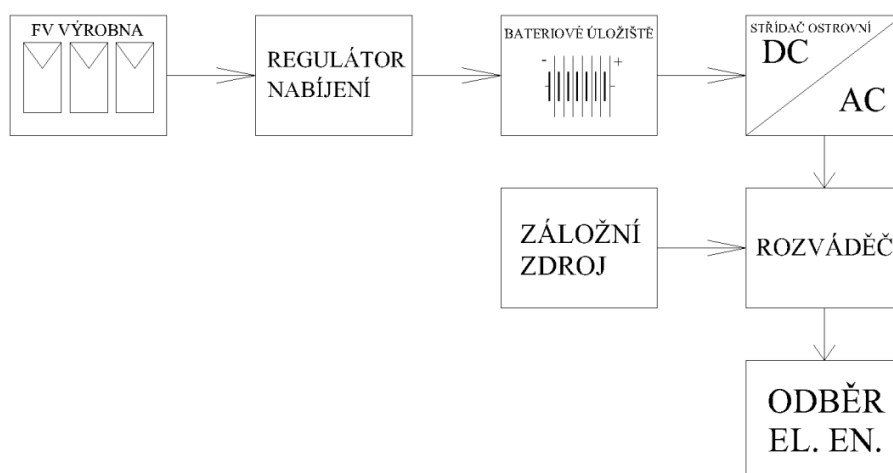 FV VÝROBNA
REGULÁTOR
NABÍJENÍ
BATERIOVÉ ÚLOŽIŠTĚ
- +
STŘÍDAČ OSTROVNÍ
DC
AC
ZÁLOŽNÍ
ZDROJ
ROZVÁDĚČ
ODBĚR
EL. EN.